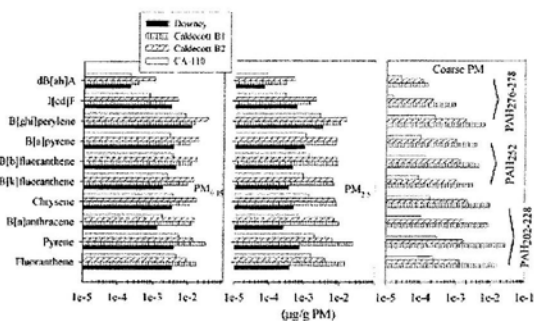 Downey
Caldecott B1
Caldecott B2
CA-110
Coarse PM
dB[ah]A
B[ghi]perylene
B[a]pyrene
B[b]fluoranthene
B[k]fluoranthene
Chrysene
B[a]anthracene
Pyrene
Fluoranthene
PM2.5
PAH276-278
PAH252
PAH202-228
1e-5 1e-4 1e-3 1e-2 1e-5 1e-4 1e-3 1e-2 1e-5 1e-4 1e-3 1e-2 1e-1
(µg/g PM)